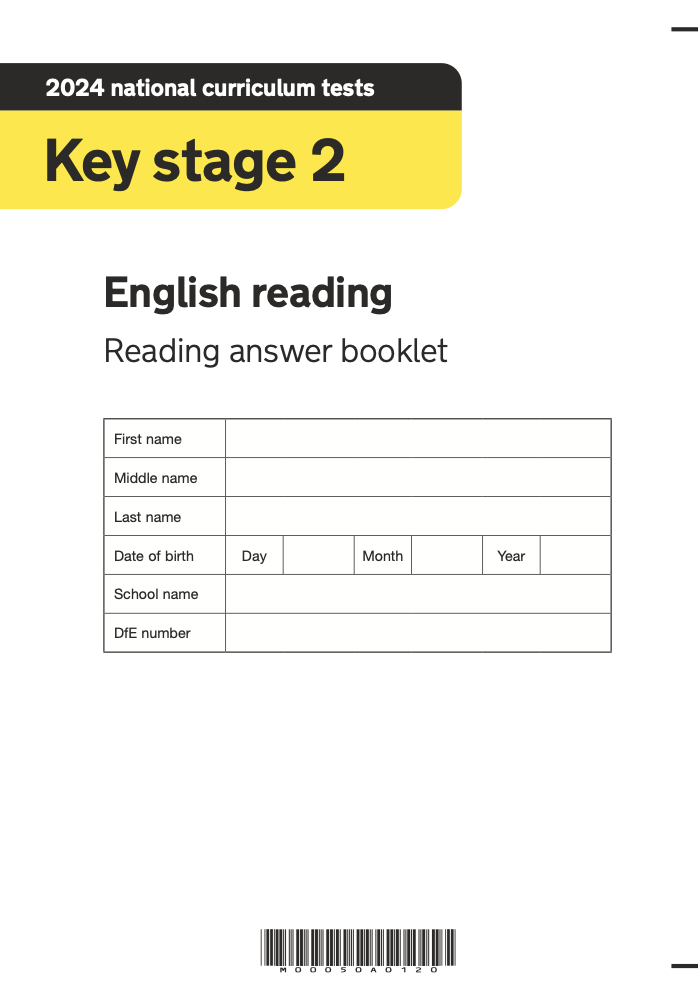 2024 national curriculum tests
Key stage 2
English reading
Reading answer booklet
First name
Middle name
Last name
Date of birth Day Month Year
School name
DfE number
M00050A0120